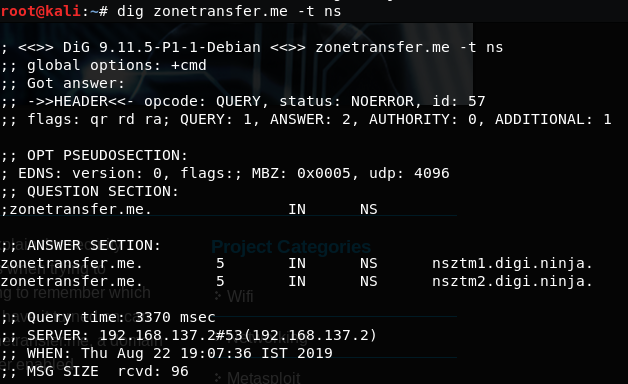 root@kali:~# dig zonetransfer.me -t ns
; <<>> DiG 9.11.5-P1-1-Debian <<>> zonetransfer.me -t ns
;; global options: +cmd
;; Got answer:
;; ->>HEADER<<- opcode: QUERY, status: NOERROR, id: 57
;; flags: qr rd ra; QUERY: 1, ANSWER: 2, AUTHORITY: 0, ADDITIONAL: 1
;; OPT PSEUDOSECTION:
; EDNS: version: 0, flags:; MBZ: 0x0005, udp: 4096
;; QUESTION SECTION:
;zonetransfer.me. IN NS
;; ANSWER SECTION:
Project Categories
zonetransfer.me. 5 IN NS nsztm1.digi.ninja.
when trying to
zonetransfer.me. 5 IN NS nsztm2.digi.ninja.
to remember which
Wifi
;; Query time: 3370 msec
;; SERVER: 192.168.137.2#53(192.168.137.2)
;; WHEN: Thu Aug 22 19:07:36 IST 2019
;; MSG SIZE rcvd: 96
Metasploit